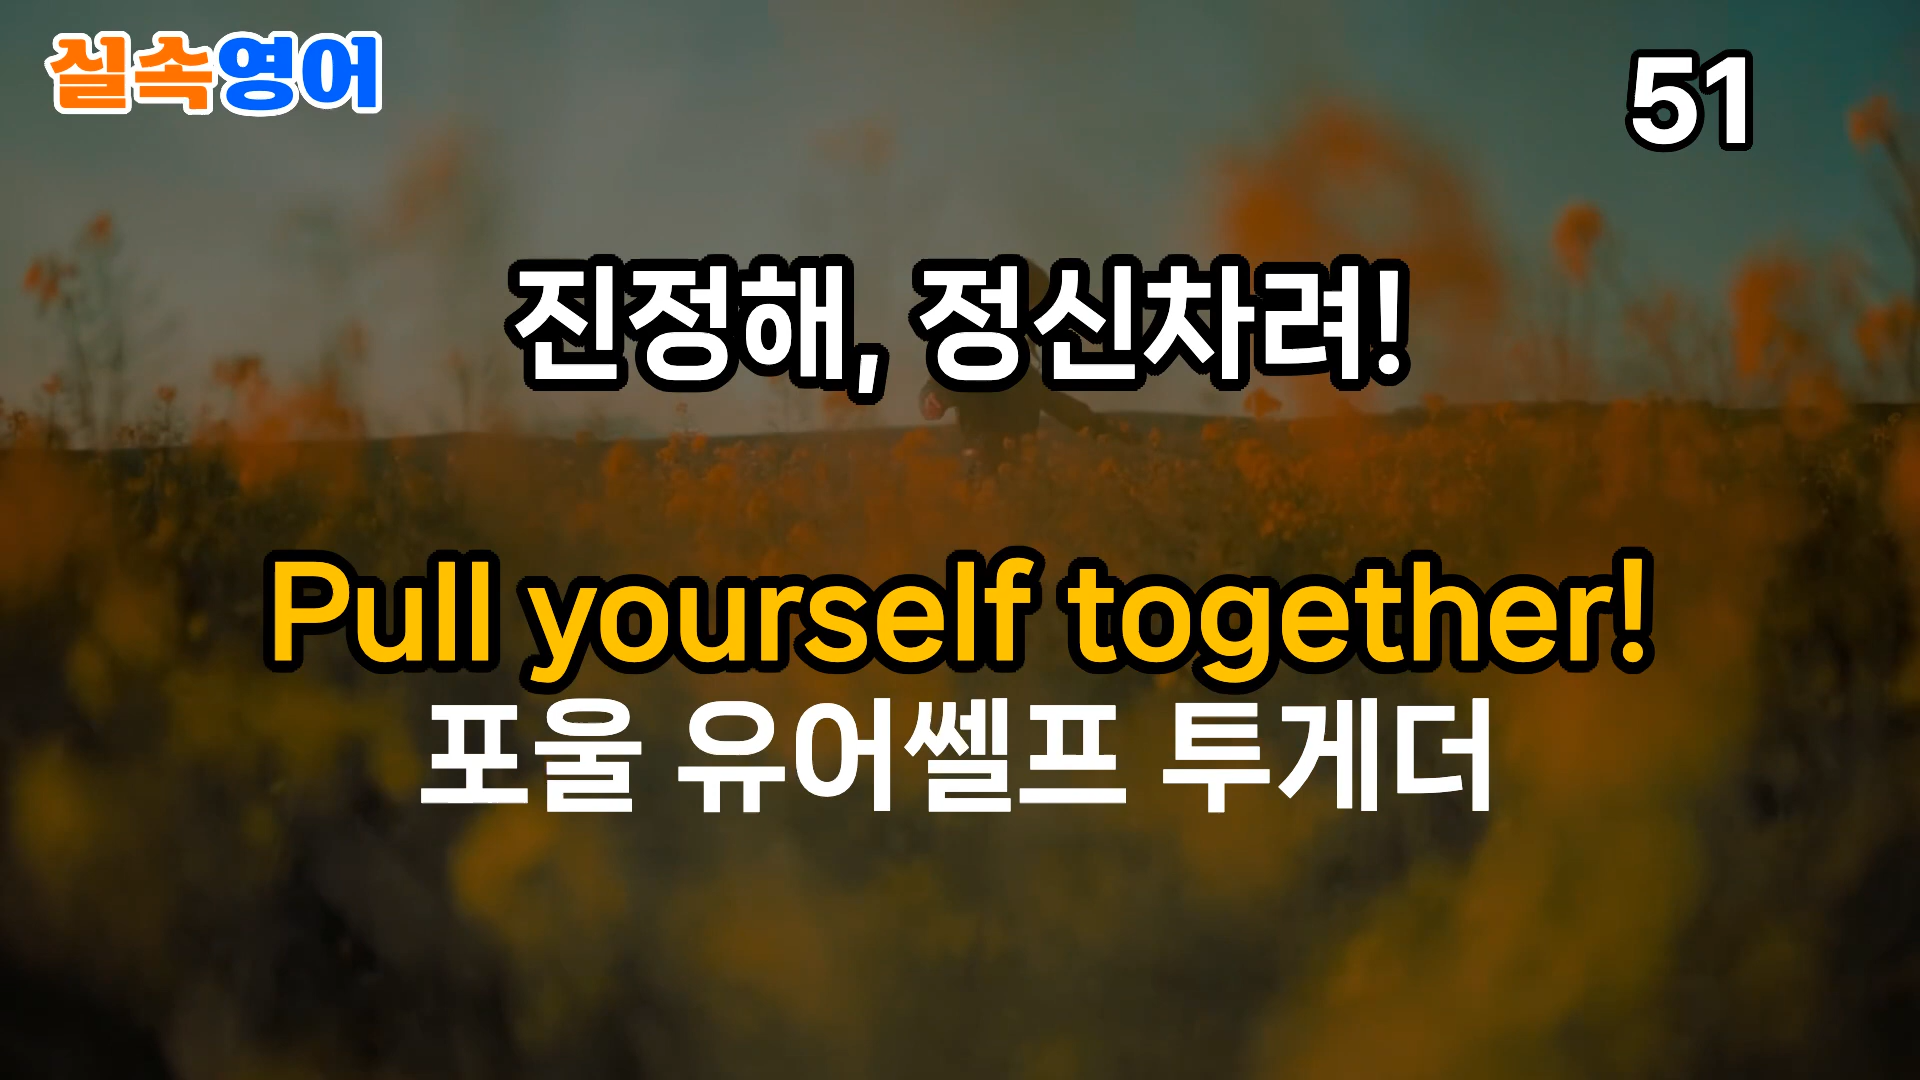 실속영어
51
진정해, 정신차려!
Pull yourself together!
포울 유어쎌프 투게더